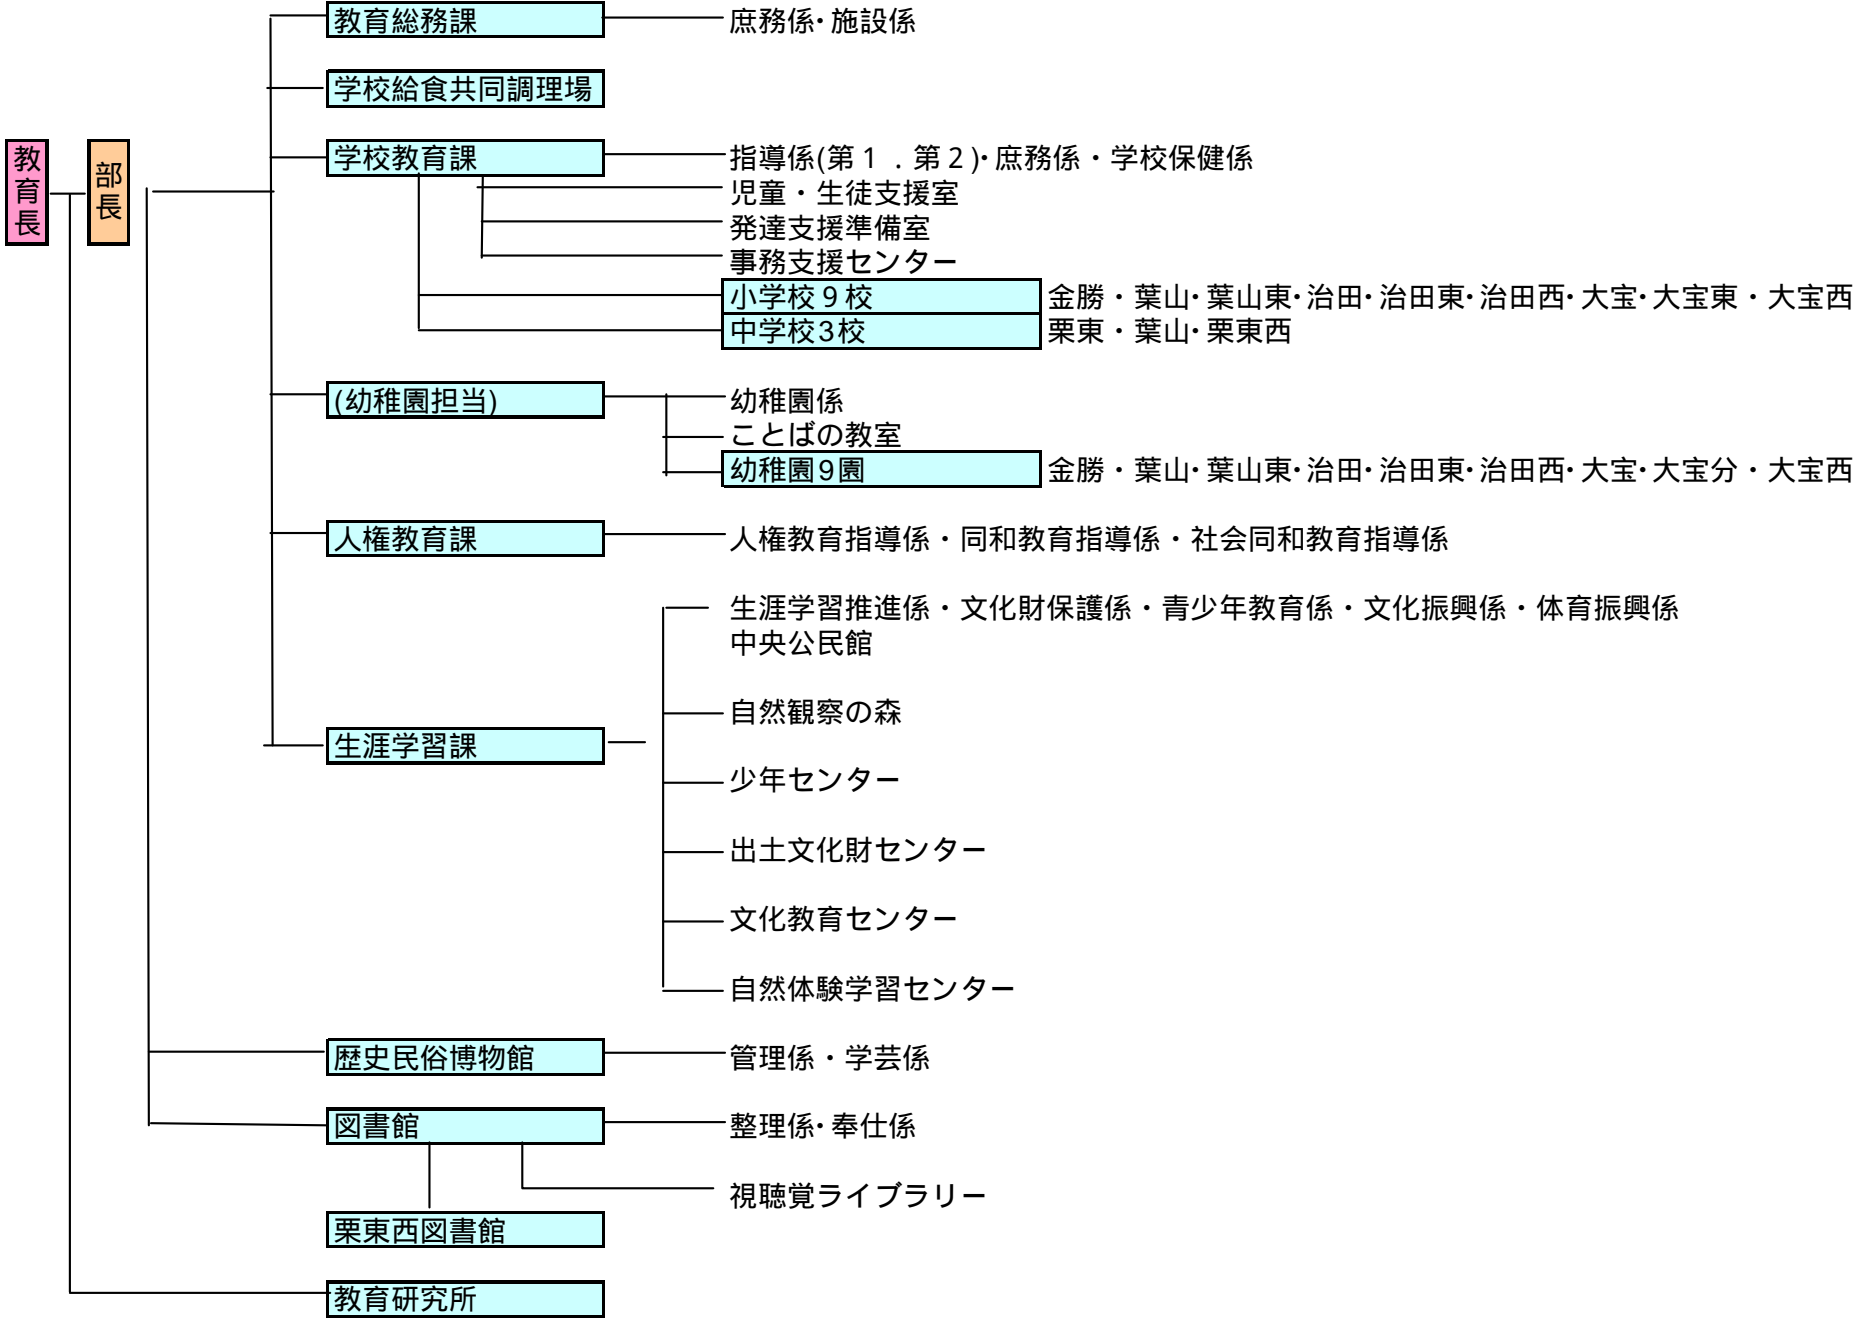 教育長
部長
教育総務課 庶務係・施設係
学校給食共同調理場
学校教育課 指導係(第１．第２)・庶務係・学校保健係
児童・生徒支援室
発達支援準備室
事務支援センター
小学校９校 金勝・葉山・葉山東・治田・治田東・治田西・大宝・大宝東・大宝西
中学校3校 栗東・葉山・栗東西
(幼稚園担当) 幼稚園係
ことばの教室
幼稚園9園 金勝・葉山・葉山東・治田・治田東・治田西・大宝・大宝分・大宝西
人権教育課 人権教育指導係・同和教育指導係・社会同和教育指導係
生涯学習推進係・文化財保護係・青少年教育係・文化振興係・体育振興係
中央公民館
自然観察の森
生涯学習課
少年センター
出土文化財センター
文化教育センター
自然体験学習センター
歴史民俗博物館 管理係・学芸係
図書館 整理係・奉仕係
視聴覚ライブラリー
栗東西図書館
教育研究所